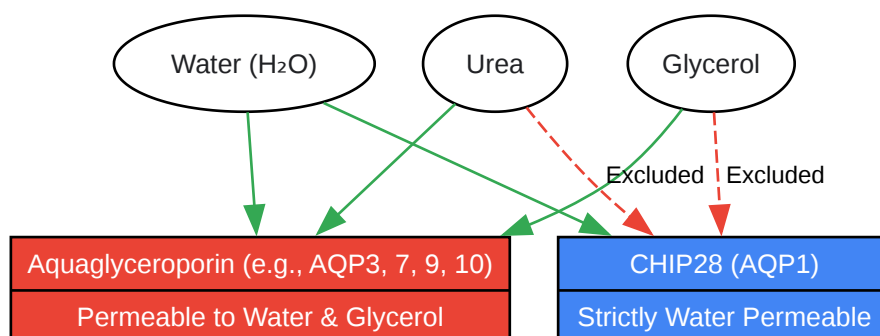 Water (H₂O)
Urea
Glycerol
Excluded
Excluded
Aquaglyceroporin (e.g., AQP3, 7, 9, 10)
Permeable to Water & Glycerol
CHIP28 (AQP1)
Strictly Water Permeable